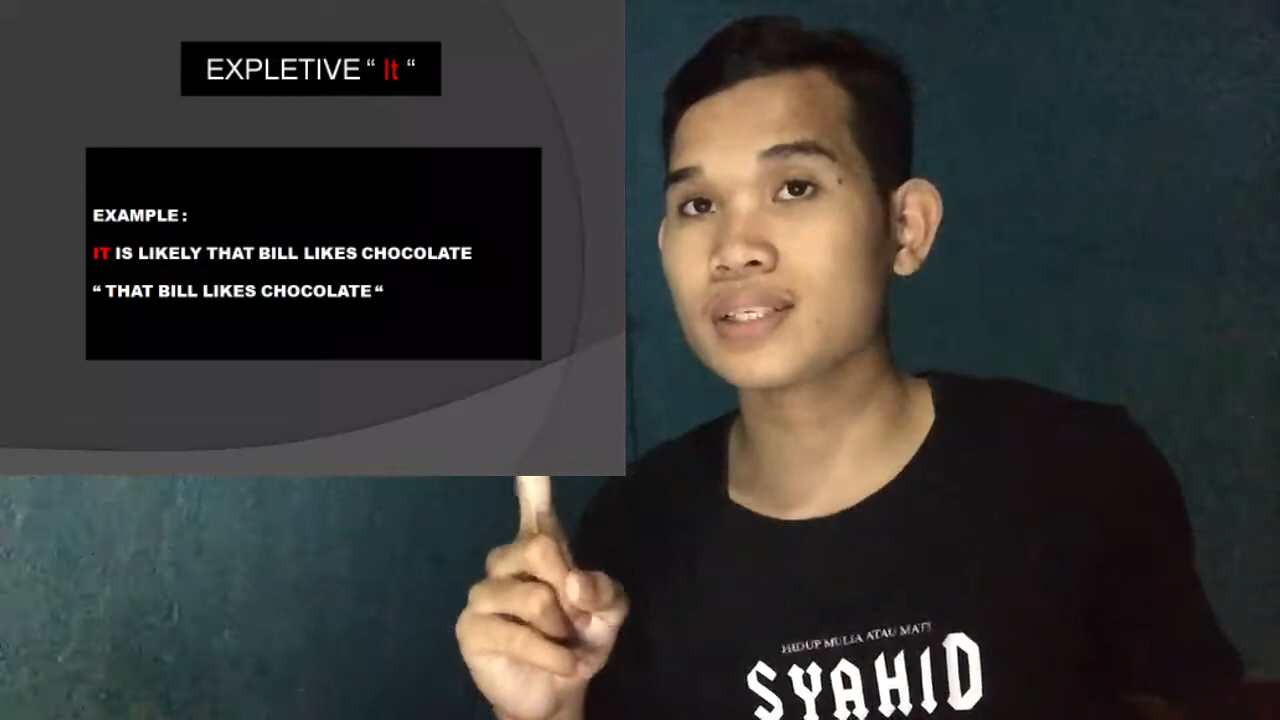 EXPLETIVE “ It “
EXAMPLE :
IT IS LIKELY THAT BILL LIKES CHOCOLATE
“ THAT BILL LIKES CHOCOLATE “
HIDUP MULIA ATAU MATI
SYAHID